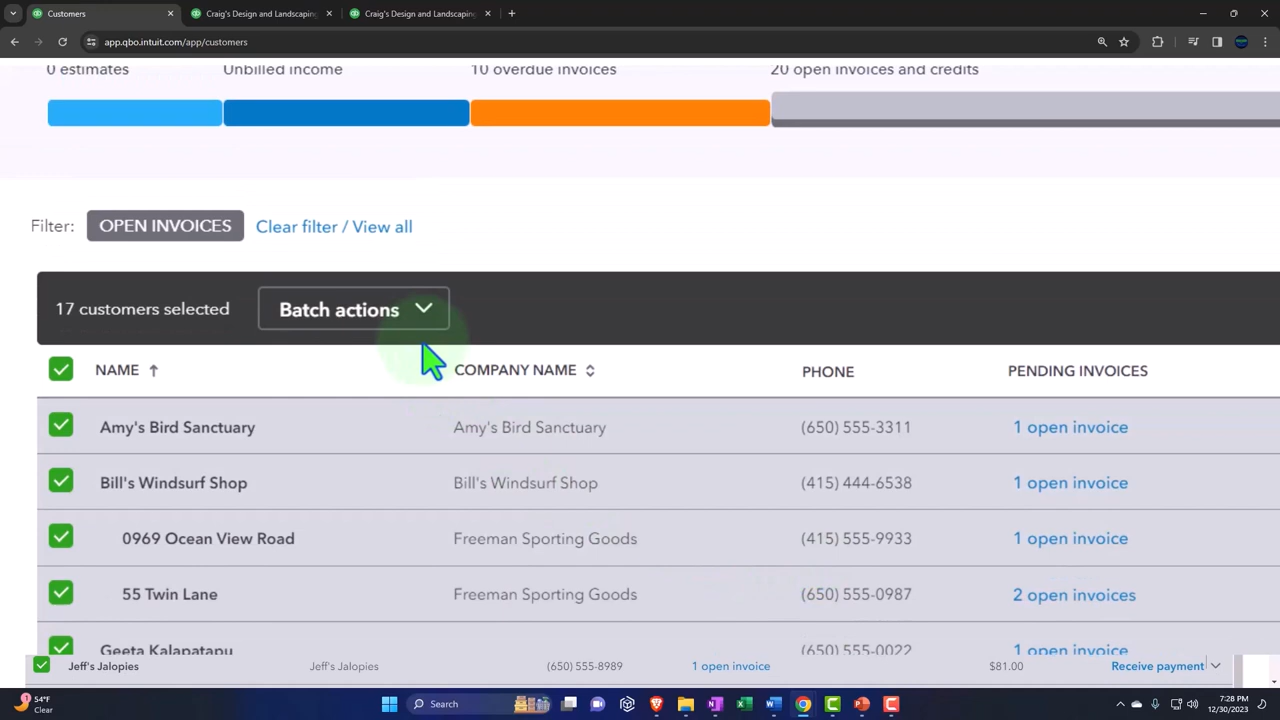 Customers
Craig's Design and Landscaping
Craig's Design and Landscaping
app.qbo.intuit.com/app/customers
0 estimates Unbilled income 10 overdue invoices 20 open invoices and credits
Filter: OPEN INVOICES Clear filter / View all
17 customers selected Batch actions
NAME COMPANY NAME PHONE PENDING INVOICES
Amy's Bird Sanctuary Amy's Bird Sanctuary (650) 555-3311 1 open invoice
Bill's Windsurf Shop Bill's Windsurf Shop (415) 444-6538 1 open invoice
0969 Ocean View Road Freeman Sporting Goods (415) 555-9933 1 open invoice
55 Twin Lane Freeman Sporting Goods (650) 555-0987 2 open invoices
Geeta Kalapatapu (650) 555-0022 1 open invoice
Jeff's Jalopies Jeff's Jalopies (650) 555-8989 1 open invoice $81.00 Receive payment
1 54°F
Clear
Search
7:28 PM
12/30/2023